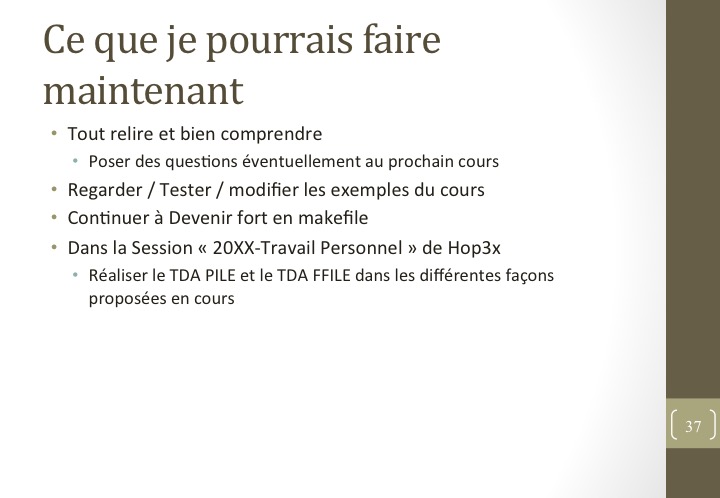 Ce que je pourrais faire
maintenant
• Tout relire et bien comprendre
• Poser des questions éventuellement au prochain cours
• Regarder / Tester / modifier les exemples du cours
• Continuer à Devenir fort en makefile
• Dans la Session « 20XX-Travail Personnel » de Hop3x
• Réaliser le TDA PILE et le TDA FFILE dans les différentes façons
proposées en cours
37